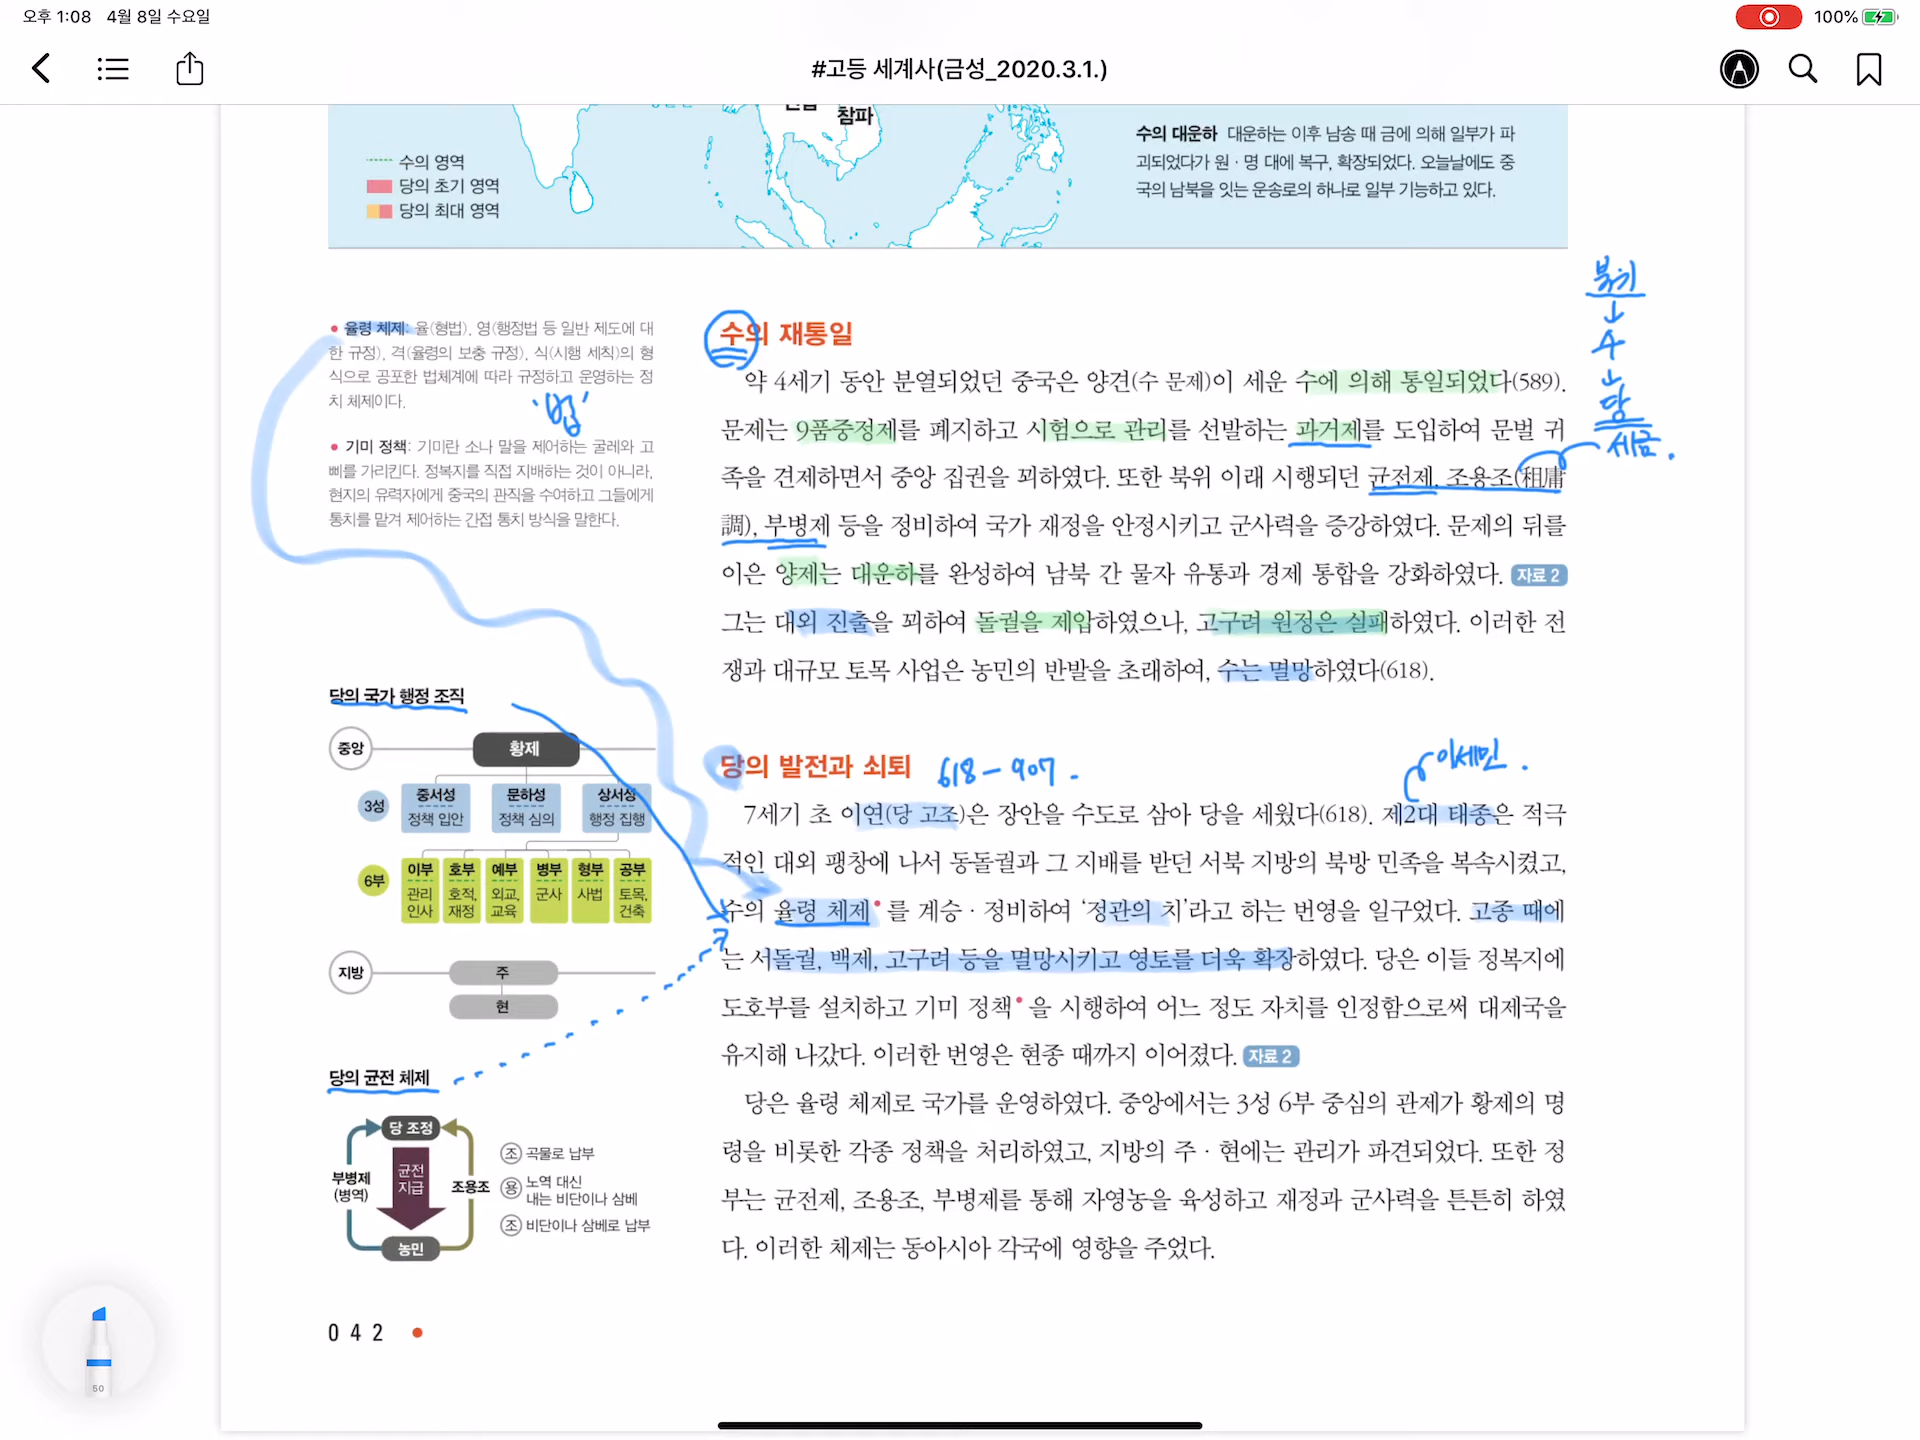 오후 1:08 4월 8일 수요일
100%
#고등 세계사(금성_2020.3.1.)
참파
수의 영역
당의 초기 영역
당의 최대 영역
수의 대운하 대운하는 이후 남송 때 금에 의해 일부가 파
괴되었다가 원·명 대에 복구, 확장되었다. 오늘날에도 중
국의 남북을 잇는 운송로의 하나로 일부 기능하고 있다.
• 율령 체제: 율(형법), 영(행정법 등 일반 제도에 대
한 규정), 격(율령의 보충 규정), 식(시행 세칙)의 형
식으로 공포한 법체계에 따라 규정하고 운영하는 정
치 체제이다.
'법'
• 기미 정책: 기미란 소나 말을 제어하는 굴레와 고
삐를 가리킨다. 정복지를 직접 지배하는 것이 아니라,
현지의 유력자에게 중국의 관직을 수여하고 그들에게
통치를 맡겨 제어하는 간접 통치 방식을 말한다.
당의 국가 행정 조직
중앙
황제
3성
중서성 문하성 상서성
정책 입안 정책 심의 행정 집행
6부
이부 호부 예부 병부 형부 공부
관리 호적, 외교, 군사 사법 토목,
인사 재정 교육 건축
지방
주
현
당의 균전 체제
당 조정
부병제
(병역)
균전
지급
조용조
농민
조 곡물로 납부
용 노역 대신
내는 비단이나 삼베
조 비단이나 삼베로 납부
수의 재통일
약 4세기 동안 분열되었던 중국은 양견(수 문제)이 세운 수에 의해 통일되었다(589).
문제는 9품중정제를 폐지하고 시험으로 관리를 선발하는 과거제를 도입하여 문벌 귀
족을 견제하면서 중앙 집권을 꾀하였다. 또한 북위 이래 시행되던 균전제, 조용조(租庸
調), 부병제 등을 정비하여 국가 재정을 안정시키고 군사력을 증강하였다. 문제의 뒤를
이은 양제는 대운하를 완성하여 남북 간 물자 유통과 경제 통합을 강화하였다. 자료 2
그는 대외 진출을 꾀하여 돌궐을 제압하였으나, 고구려 원정은 실패하였다. 이러한 전
쟁과 대규모 토목 사업은 농민의 반발을 초래하여, 수는 멸망하였다(618).
↓
수
↓
당
세금.
당의 발전과 쇠퇴
618-907.
이세민.
7세기 초 이연(당 고조)은 장안을 수도로 삼아 당을 세웠다(618). 제2대 태종은 적극
적인 대외 팽창에 나서 동돌궐과 그 지배를 받던 서북 지방의 북방 민족을 복속시켰고,
수의 율령 체제•를 계승·정비하여 '정관의 치'라고 하는 번영을 일구었다. 고종 때에
는 서돌궐, 백제, 고구려 등을 멸망시키고 영토를 더욱 확장하였다. 당은 이들 정복지에
도호부를 설치하고 기미 정책•을 시행하여 어느 정도 자치를 인정함으로써 대제국을
유지해 나갔다. 이러한 번영은 현종 때까지 이어졌다. 자료 2
당은 율령 체제로 국가를 운영하였다. 중앙에서는 3성 6부 중심의 관제가 황제의 명
령을 비롯한 각종 정책을 처리하였고, 지방의 주·현에는 관리가 파견되었다. 또한 정
부는 균전제, 조용조, 부병제를 통해 자영농을 육성하고 재정과 군사력을 튼튼히 하였
다. 이러한 체제는 동아시아 각국에 영향을 주었다.
042
50